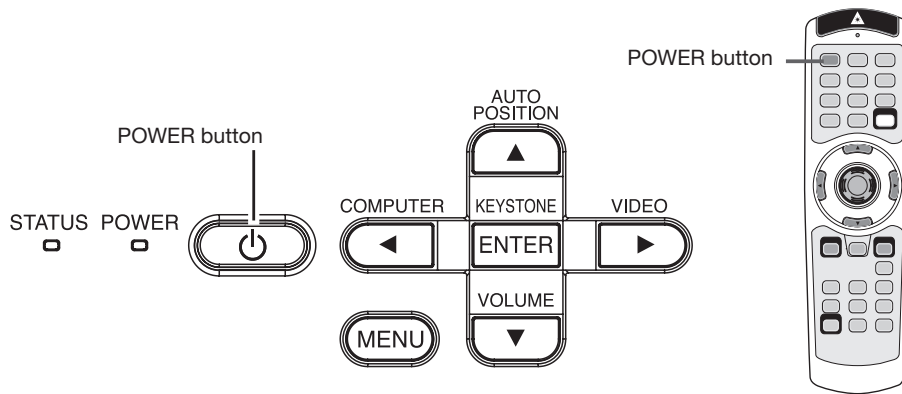 POWER button
AUTO
POSITION
POWER button
STATUS POWER
COMPUTER
KEYSTONE
VIDEO
ENTER
VOLUME
MENU